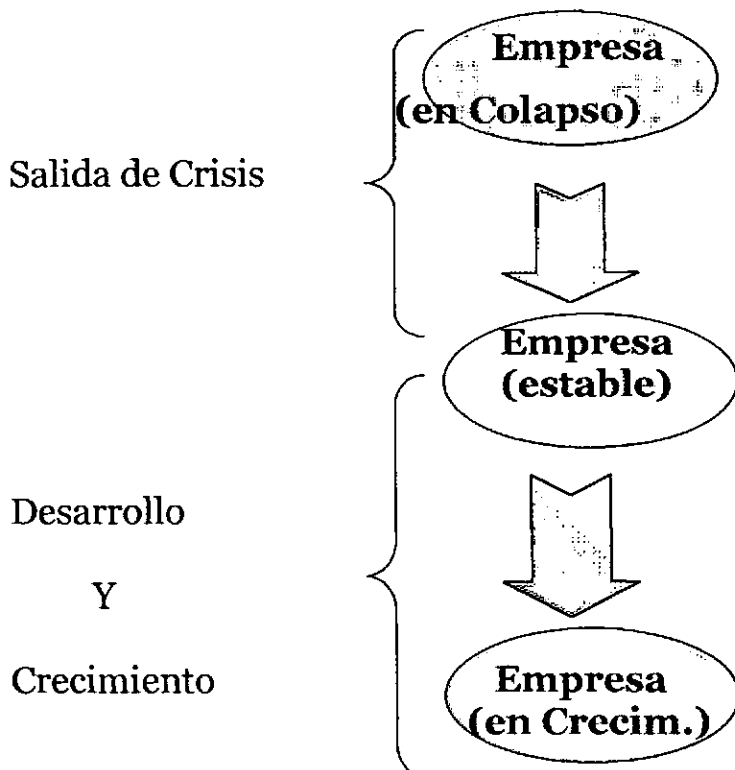 Empresa
(en Colapso)
Salida de Crisis
Empresa
(estable)
Desarrollo
Y
Crecimiento
Empresa
(en Crecim.)